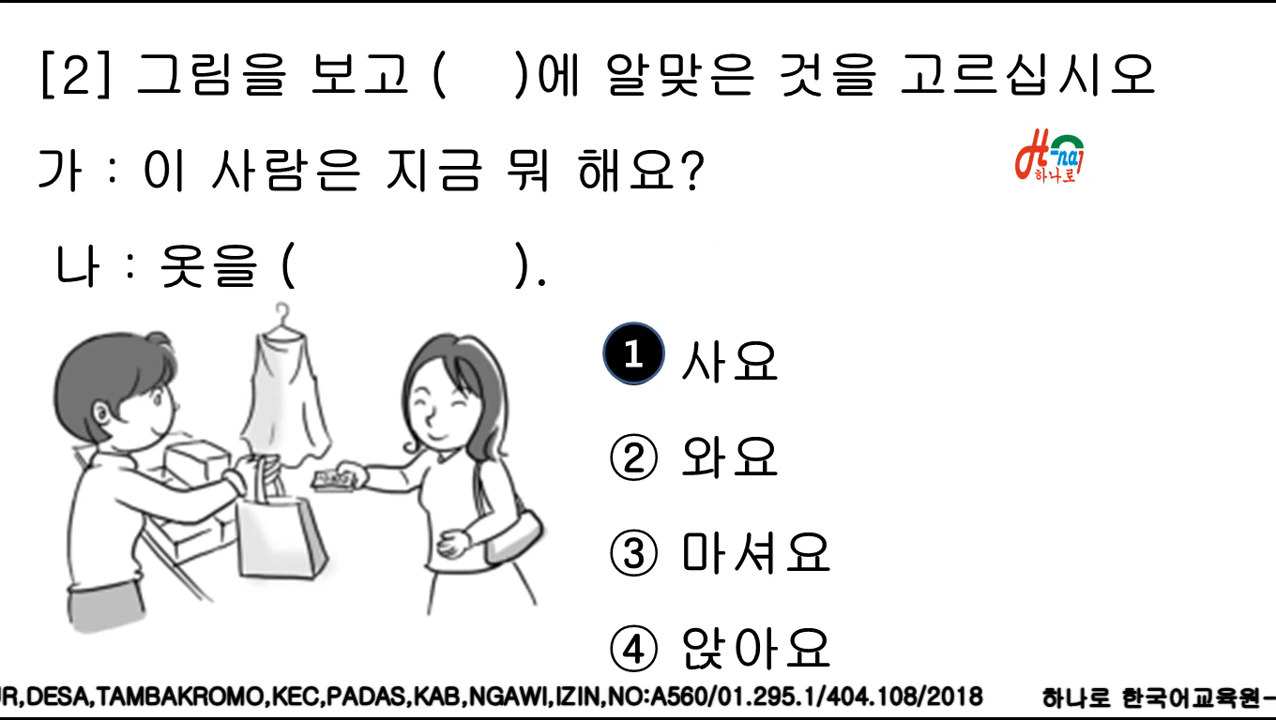 [2] 그림을 보고 (    )에 알맞은 것을 고르십시오
가 : 이 사람은 지금 뭐 해요?
H-na로
하나로
나 : 옷을 (            ).
1 사요
② 와요
③ 마셔요
④ 앉아요
R,DESA,TAMBAKROMO,KEC,PADAS,KAB,NGAWI,IZIN,NO:A560/01.295.1/404.108/2018 하나로 한국어교육원-